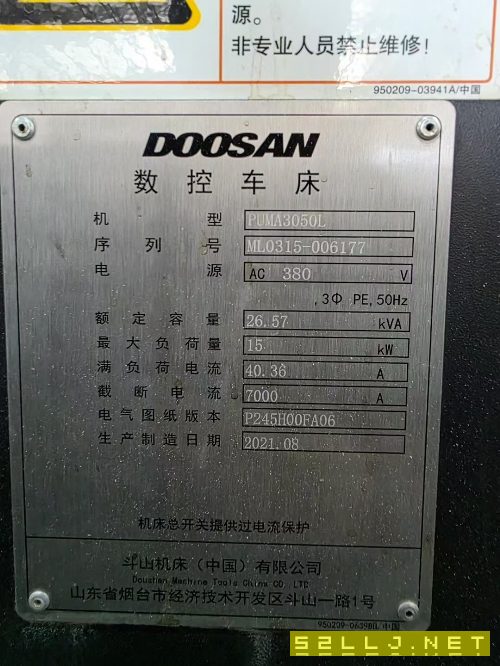 源。
非专业人员禁止维修!
950209-03941A/中国
DOOSAN
数控车床
机 型 PUMA3050L
序列号 ML0315-006177
电 源 AC 380 V
,3Φ PE,50Hz
额定容量 26.57 kVA
最大负荷量 15 kW
满负荷电流 40.36 A
截断电流 7000 A
电气图纸版本 P245H00FA06
生产制造日期 2021.08
机床总开关提供过电流保护
斗山机床（中国）有限公司
Doushan Machine Tools China CO. LTD
山东省烟台市经济技术开发区斗山一路1号
52LLJ.NET